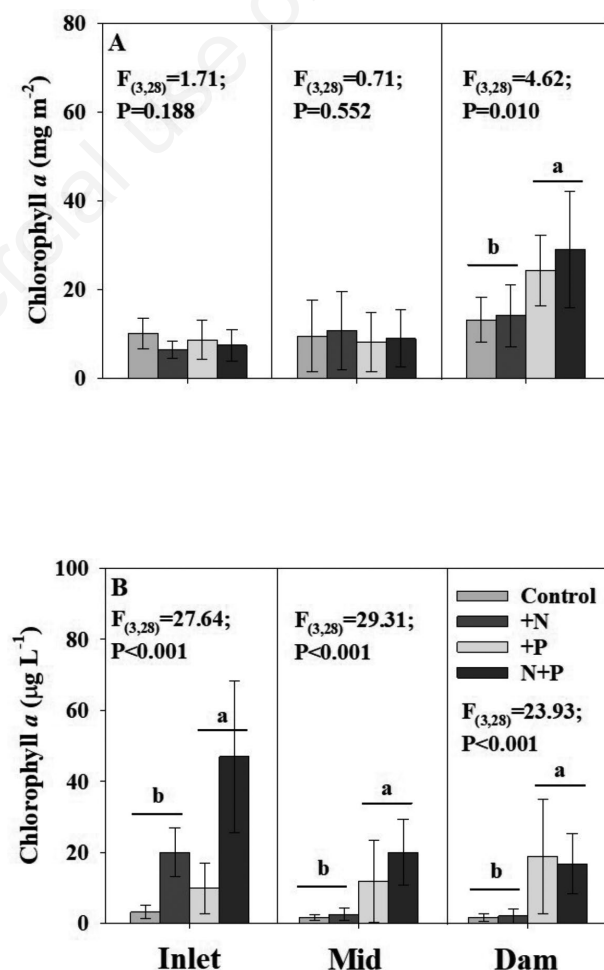 ercial use o
80
60
40
20
0
Chlorophyll a (mg m-2)
A
F(3,28)=1.71;
P=0.188
F(3,28)=0.71;
P=0.552
F(3,28)=4.62;
P=0.010
b
a
100
80
60
40
20
0
Chlorophyll a (µg L-1)
B
F(3,28)=27.64;
P<0.001
F(3,28)=29.31;
P<0.001
Control
+N
+P
N+P
F(3,28)=23.93;
P<0.001
b
a
b
a
b
a
Inlet
Mid
Dam